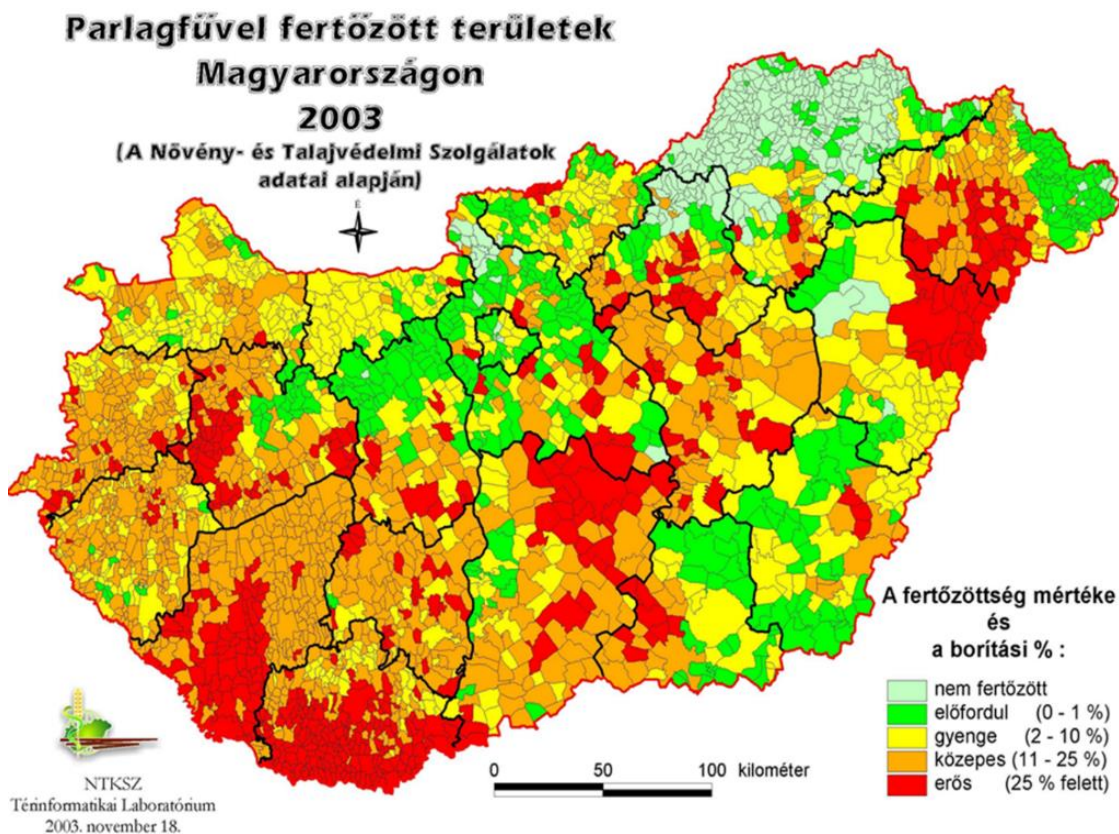 Parlagfűvel fertőzött területek
Magyarországon
2003
(A Növény- és Talajvédelmi Szolgálatok
adatai alapján)
É
A fertőzöttség mértéke
és
a borítási % :
nem fertőzött
előfordul (0 - 1 %)
gyenge (2 - 10 %)
közepes (11 - 25 %)
erős (25 % felett)
0 50 100 kilométer
NTKSZ
Térinformatikai Laboratórium
2003. november 18.